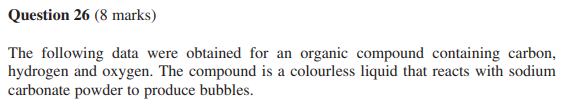 Question 26 (8 marks)
The following data were obtained for an organic compound containing carbon,
hydrogen and oxygen. The compound is a colourless liquid that reacts with sodium
carbonate powder to produce bubbles.